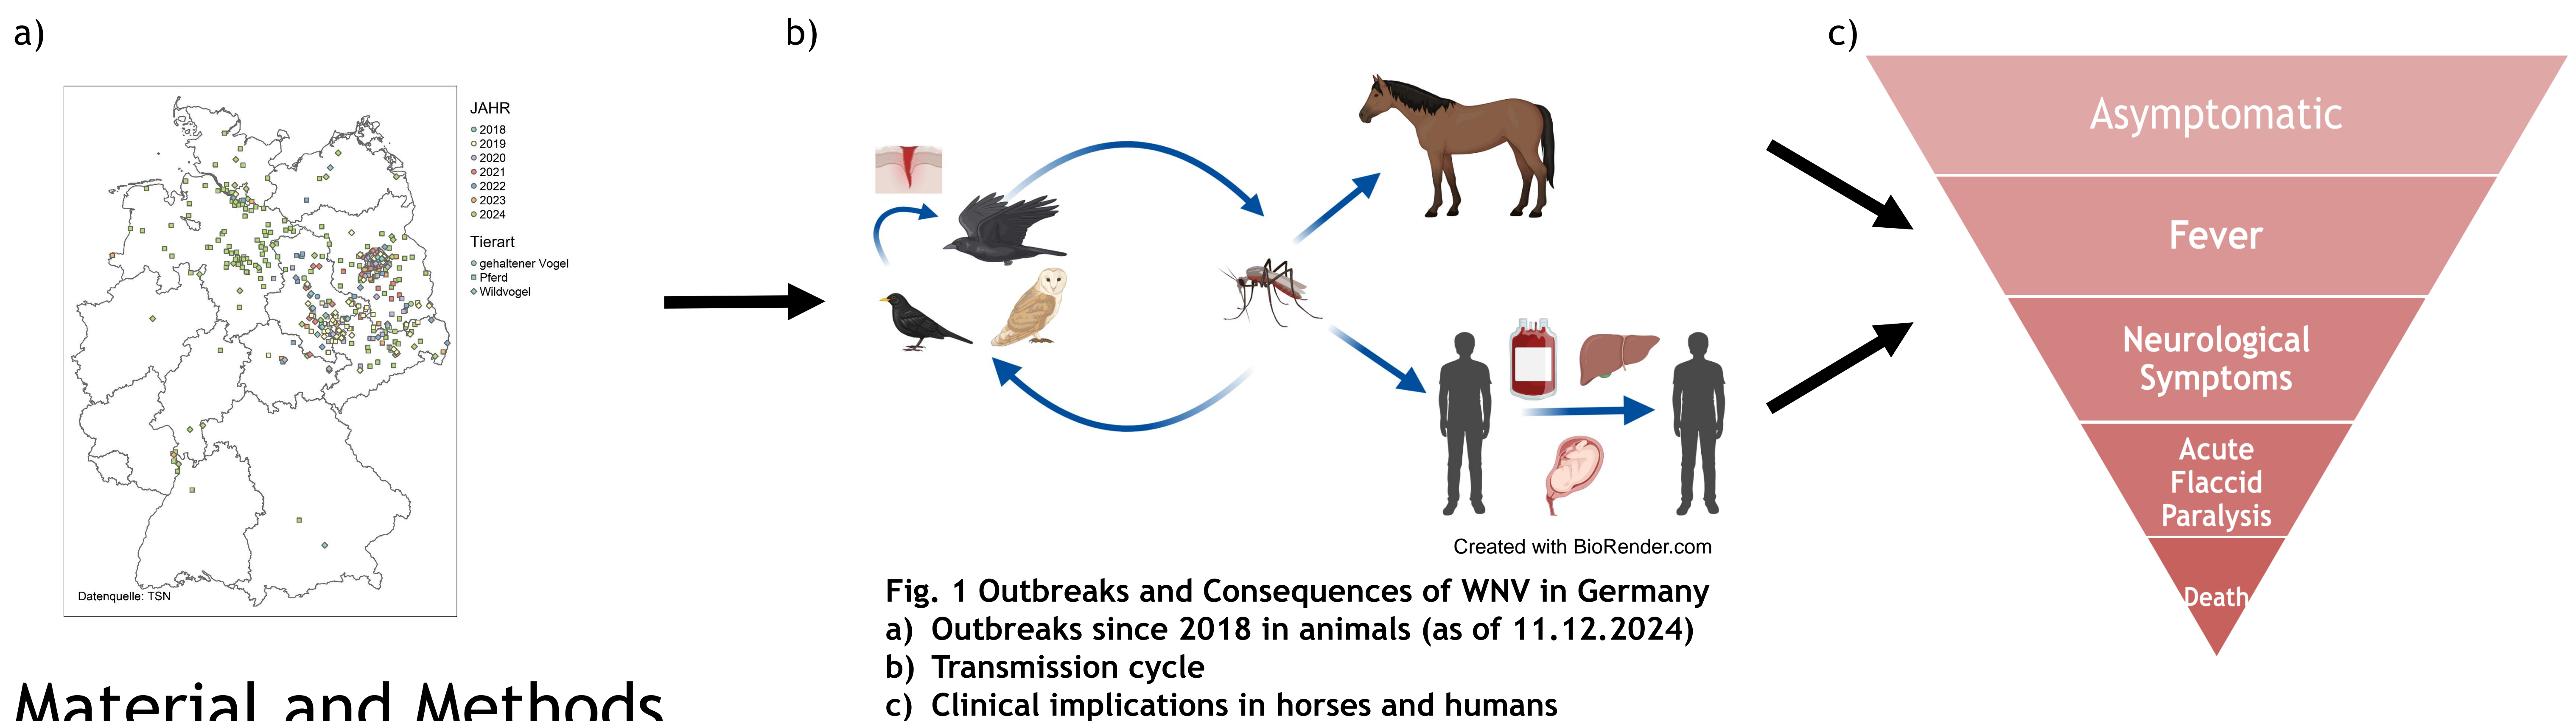 a)
JAHR
2018
2019
2020
2021
2022
2023
2024
Tierart
gehaltener Vogel
Pferd
Wildvogel
Datenquelle: TSN
b)
Created with BioRender.com
c)
Asymptomatic
Fever
Neurological
Symptoms
Acute
Flaccid
Paralysis
Death
Fig. 1 Outbreaks and Consequences of WNV in Germany
a) Outbreaks since 2018 in animals (as of 11.12.2024)
b) Transmission cycle
c) Clinical implications in horses and humans
Material and Methods